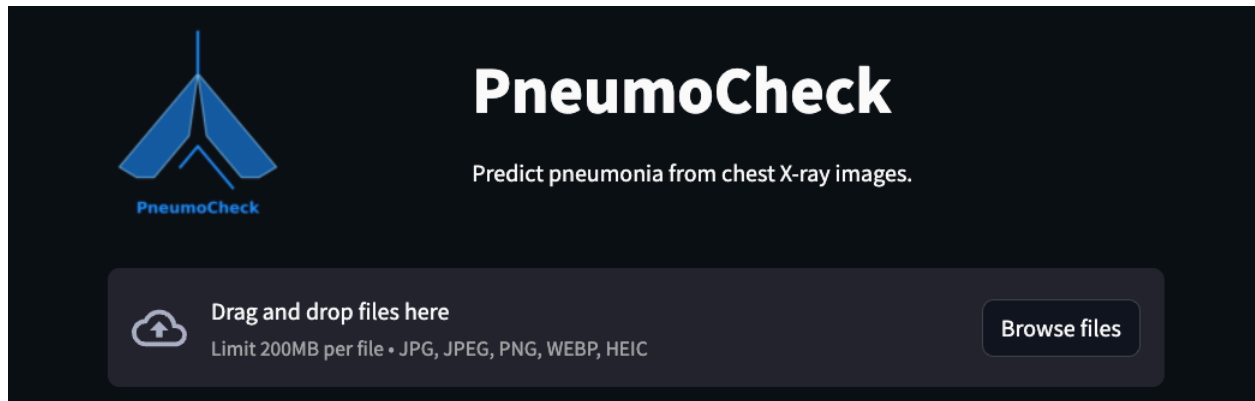 PneumoCheck
PneumoCheck
Predict pneumonia from chest X-ray images.
Drag and drop files here
Limit 200MB per file • JPG, JPEG, PNG, WEBP, HEIC
Browse files